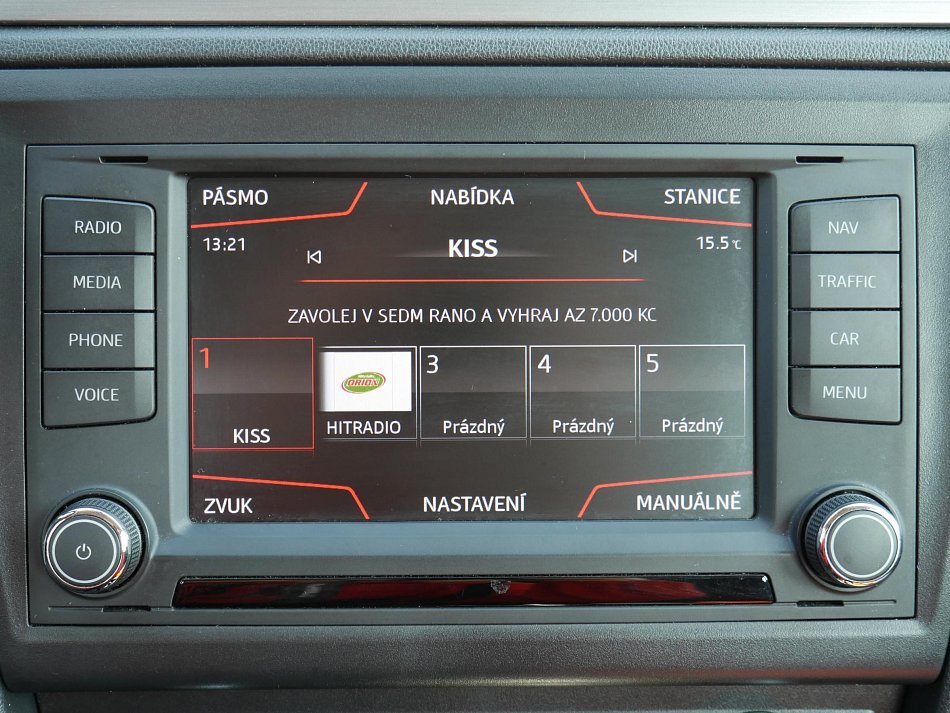 PÁSMO NABÍDKA STANICE
13:21 KISS 15.5°C
ZAVOLEJ V SEDM RANO A VYHRAJ AZ 7.000 KC
1 3 4 5
ORION
KISS HITRADIO Prázdný Prázdný Prázdný
ZVUK NASTAVENÍ MANUÁLNĚ
RADIO
MEDIA
PHONE
VOICE
NAV
TRAFFIC
CAR
MENU